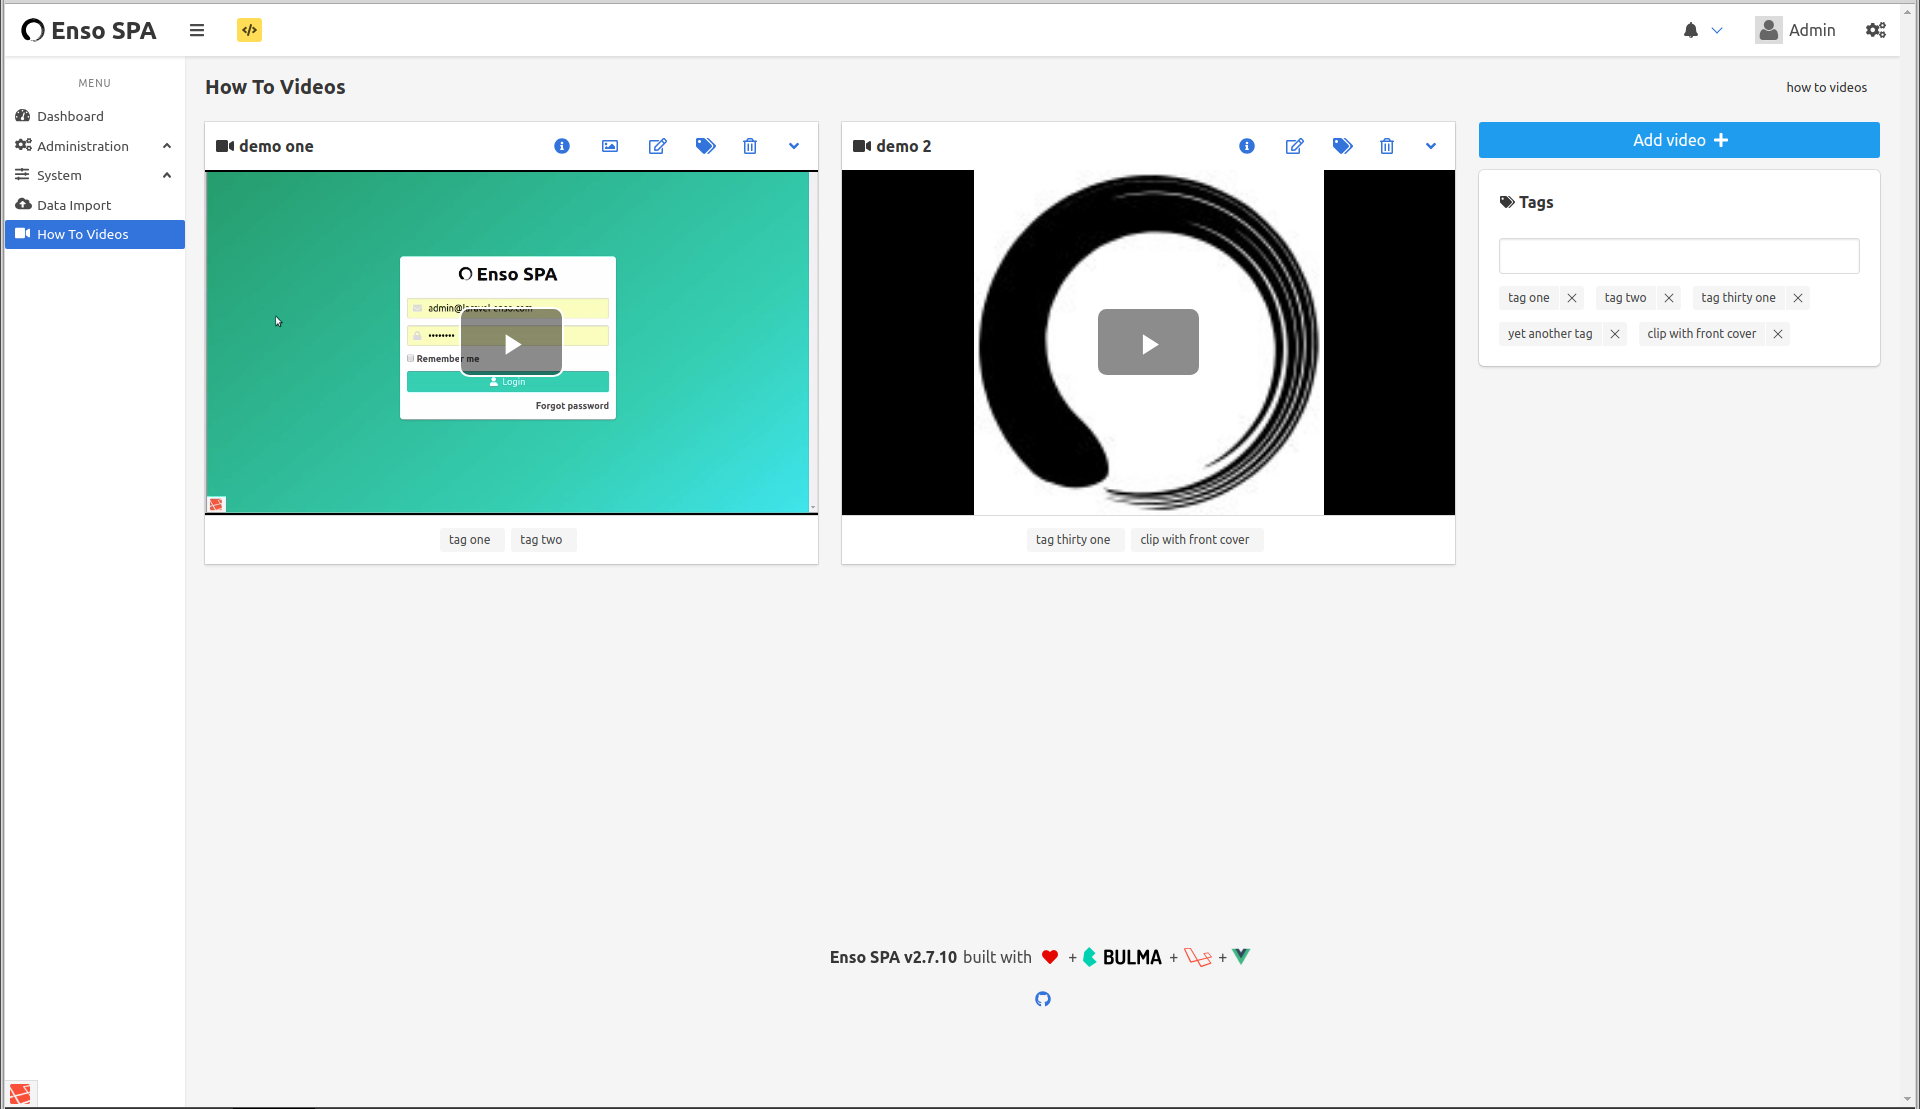 Enso SPA
Admin
MENU
Dashboard
Administration
System
Data Import
How To Videos
How To Videos
how to videos
demo one
Enso SPA
admin@laravel-enso.com
Remember me
Login
Forgot password
tag one
tag two
demo 2
tag thirty one
clip with front cover
Add video
Tags
tag one
tag two
tag thirty one
yet another tag
clip with front cover
Enso SPA v2.7.10 built with + BULMA + +